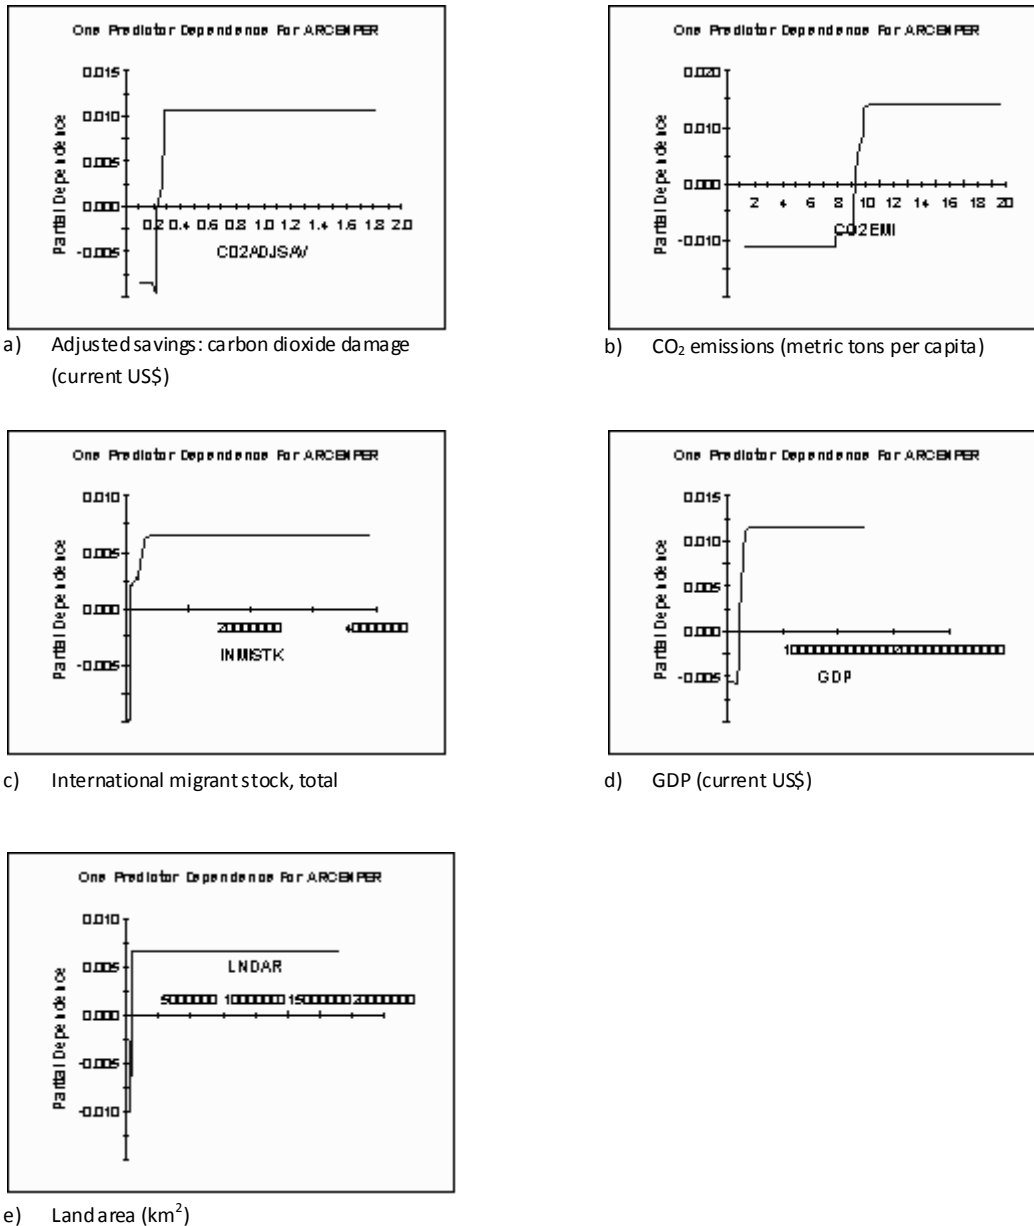 One Predictor Dependence For ARCENPER
0.015
0.010
0.005
0.000
-0.005
Partial Dependence
0.2 0.4 0.6 0.8 1.0 1.2 1.4 1.6 1.8 2.0
CO2ADJSAV
a) Adjusted savings: carbon dioxide damage
(current US$)
One Predictor Dependence For ARCENPER
0.020
0.010
0.000
-0.010
Partial Dependence
2 4 6 8 10 12 14 16 18 20
CO2EMI
b) CO₂ emissions (metric tons per capita)
One Predictor Dependence For ARCENPER
0.010
0.005
0.000
-0.005
Partial Dependence
20000000 40000000
INMISTK
c) International migrant stock, total
One Predictor Dependence For ARCENPER
0.015
0.010
0.005
0.000
-0.005
Partial Dependence
GDP
d) GDP (current US$)
One Predictor Dependence For ARCENPER
0.010
0.005
0.000
-0.005
-0.010
Partial Dependence
LNDAR
5000000 10000000 15000000 20000000
e) Land area (km²)